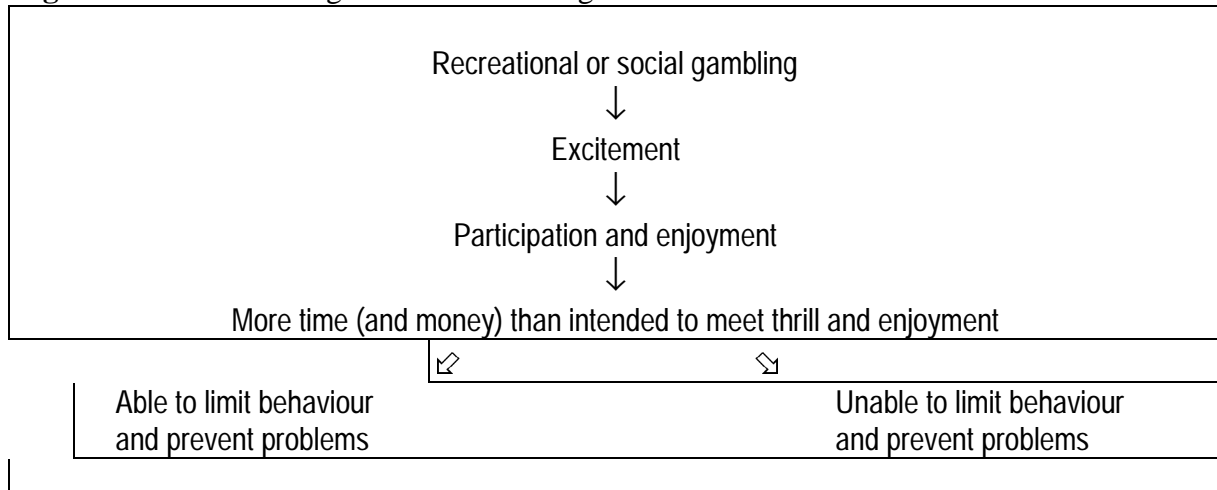 Recreational or social gambling
↓
Excitement
↓
Participation and enjoyment
↓
More time (and money) than intended to meet thrill and enjoyment
Able to limit behaviour
and prevent problems
Unable to limit behaviour
and prevent problems